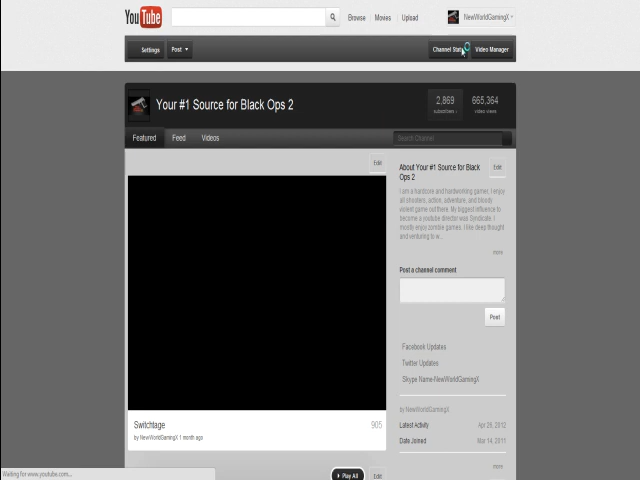 YouTube
Browse | Movies | Upload
NewWorldGamingX
Settings
Post
Channel Stats
Video Manager
Your #1 Source for Black Ops 2
2,869
subscribers
665,364
video views
Featured
Feed
Videos
Search Channel
Edit
About Your #1 Source for Black
Ops 2
Edit
I am a hardcore and hardworking gamer, I enjoy
all shooters, action, adventure, and bloody
violent game out there. My biggest influence to
become a youtube director was Syndicate. I
mostly enjoy zombie games. I like deep thought
and venturing to w...
more
Post a channel comment
Post
Facebook Updates
Twitter Updates
Skype Name-NewWorldGamingX
by NewWorldGamingX
Latest Activity Apr 26, 2012
Date Joined Mar 14, 2011
more
Switchtage 905
by NewWorldGamingX 1 month ago
Play All
Edit
Waiting for www.youtube.com...